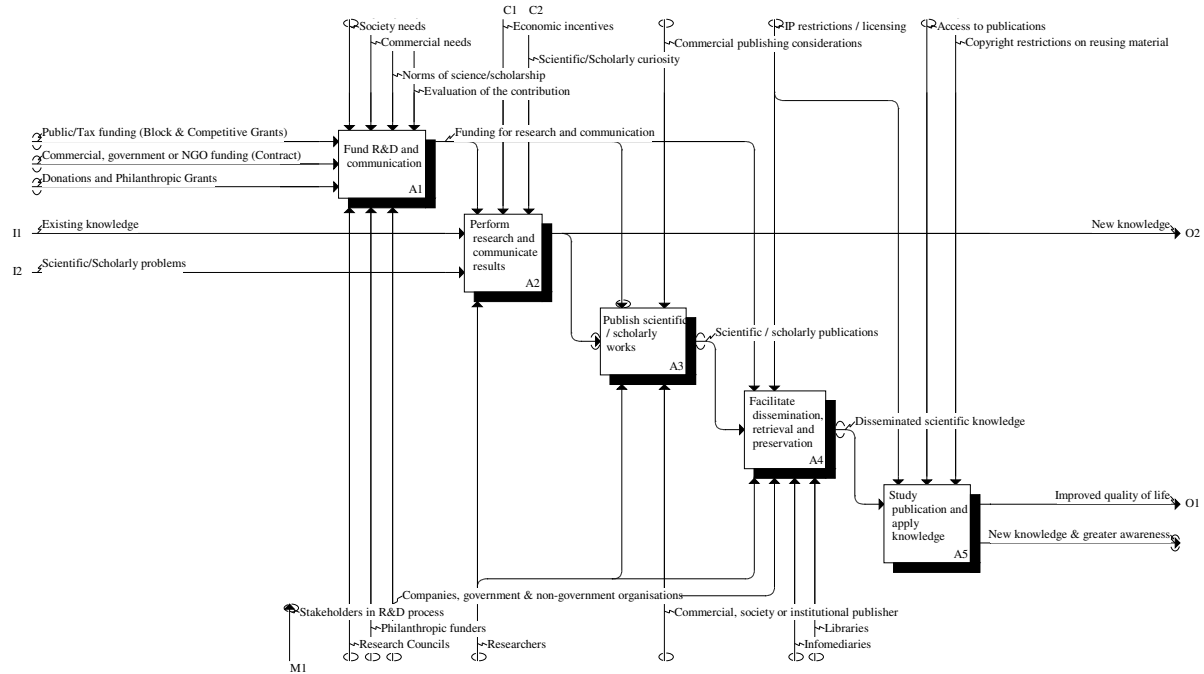 C1 C2
Society needs
Economic incentives
IP restrictions / licensing
Access to publications
Commercial needs
Commercial publishing considerations
Copyright restrictions on reusing material
Scientific/Scholarly curiosity
Norms of science/scholarship
Evaluation of the contribution
Public/Tax funding (Block & Competitive Grants)
Funding for research and communication
Commercial, government or NGO funding (Contract)
Donations and Philanthropic Grants
Fund R&D and
communication
A1
I1
Existing knowledge
New knowledge
O2
I2
Scientific/Scholarly problems
Perform
research and
communicate
results
A2
Publish scientific
/ scholarly
works
A3
Scientific / scholarly publications
Facilitate
dissemination,
retrieval and
preservation
A4
Disseminated scientific knowledge
Study
publication and
apply
knowledge
A5
Improved quality of life
O1
New knowledge & greater awareness
Companies, government & non-government organisations
Stakeholders in R&D process
Commercial, society or institutional publisher
Philanthropic funders
Libraries
Research Councils
Researchers
Infomediaries
M1